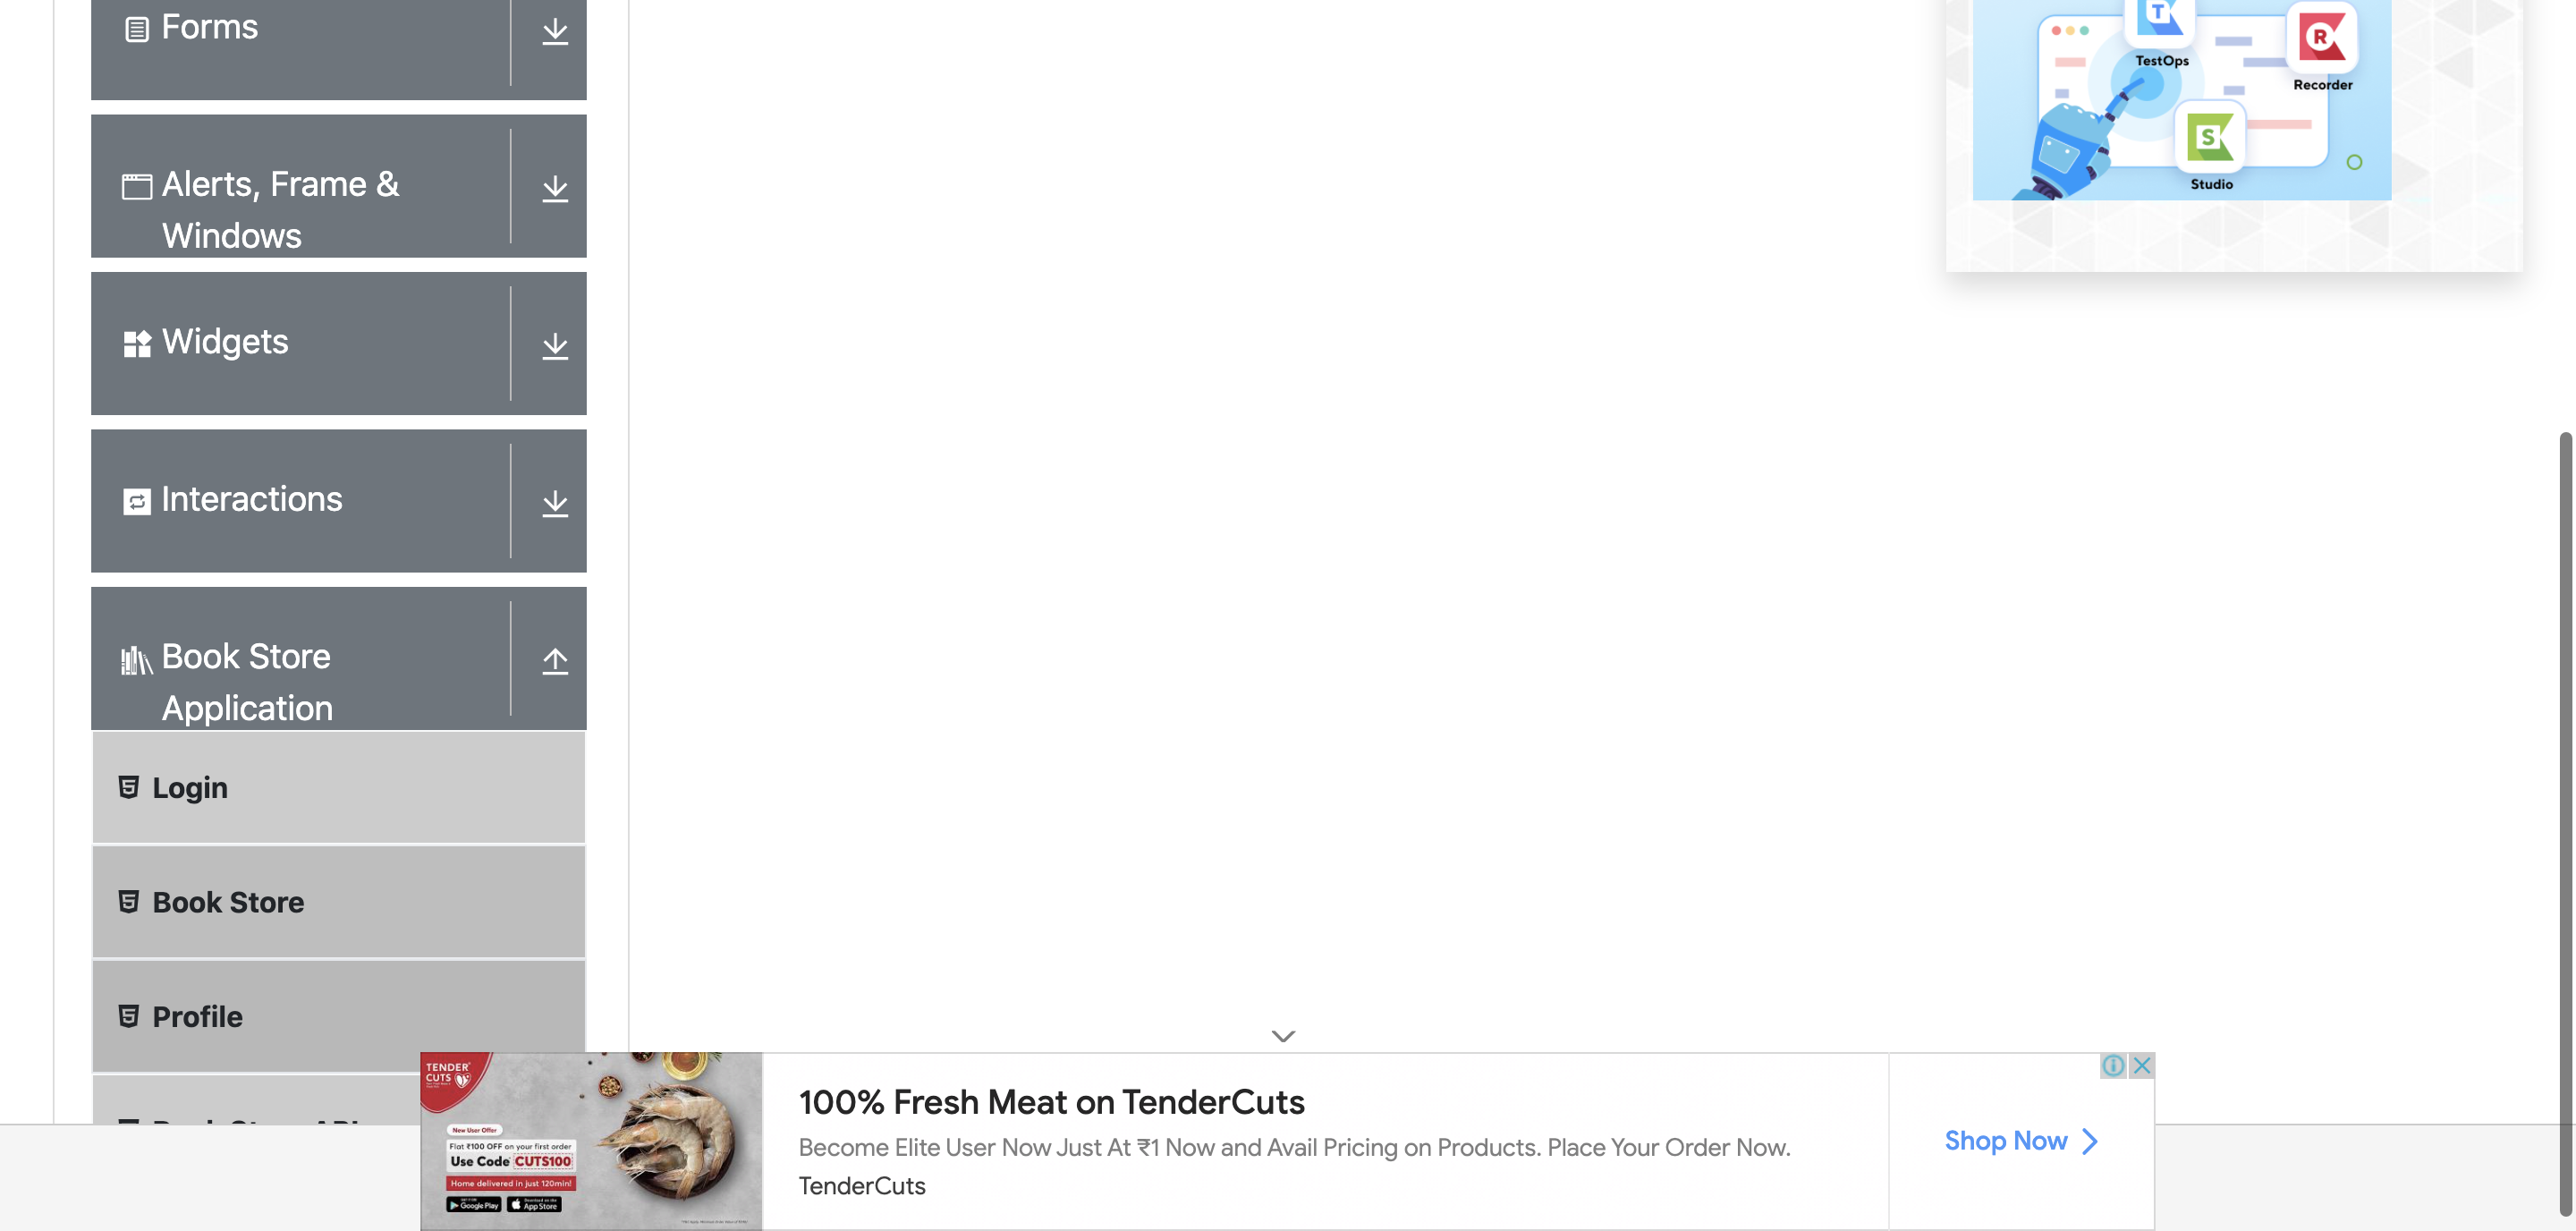 Forms
Alerts, Frame &
Windows
Widgets
Interactions
Book Store
Application
Login
Book Store
Profile
T
TestOps
R
Recorder
S
Studio
TENDER
CUTS
New User Offer
Flat ₹100 OFF on your first order
Use Code CUTS100
Home delivered in just 120min!
Google Play
App Store
100% Fresh Meat on TenderCuts
Become Elite User Now Just At ₹1 Now and Avail Pricing on Products. Place Your Order Now.
TenderCuts
Shop Now